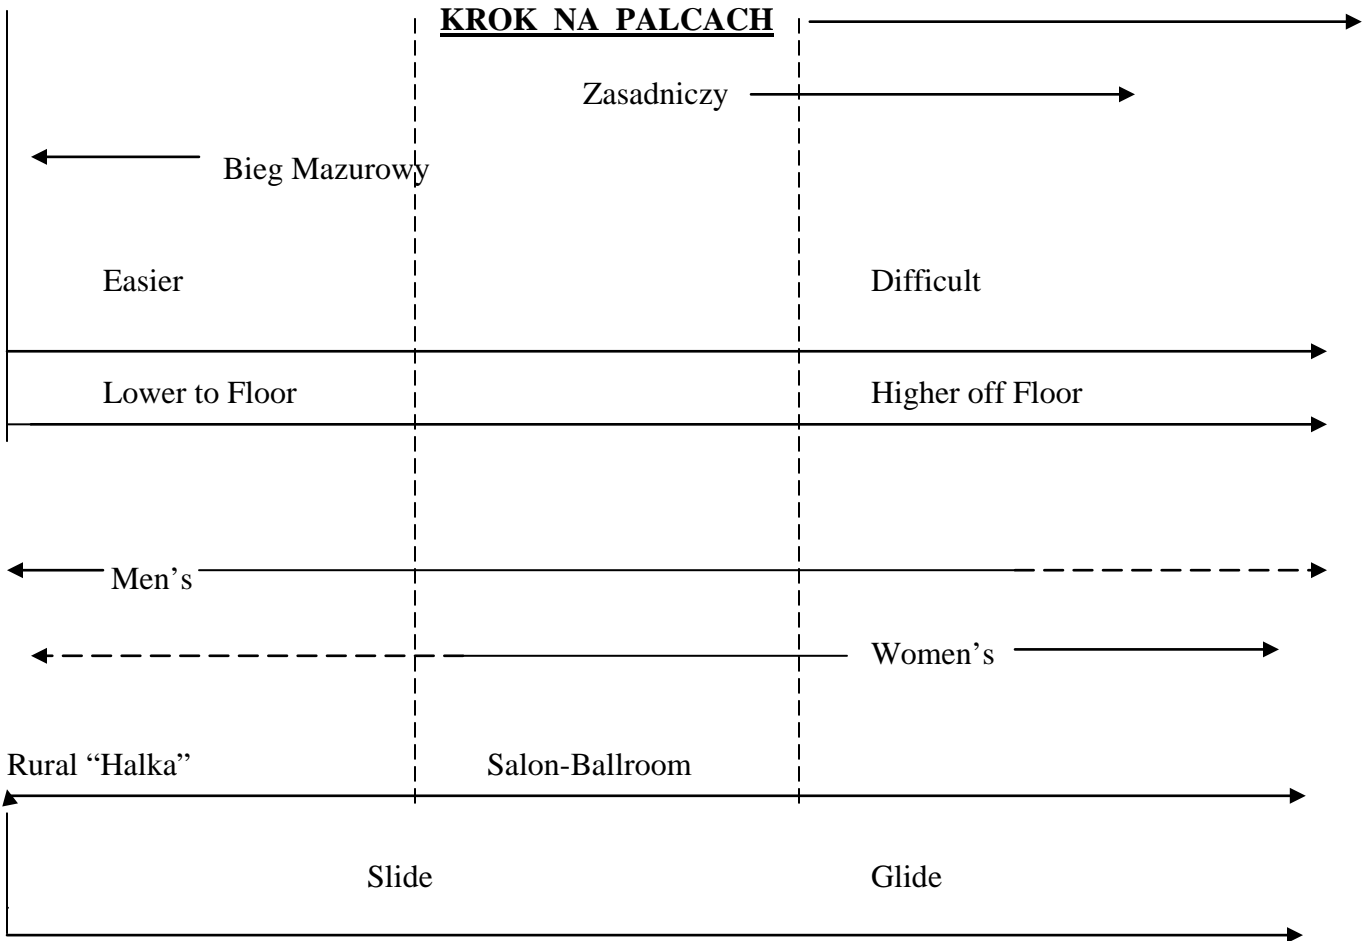 KROK NA PALCACH
Zasadniczy
Bieg Mazurowy
Easier Difficult
Lower to Floor Higher off Floor
Men’s
Women’s
Rural “Halka” Salon-Ballroom
Slide Glide